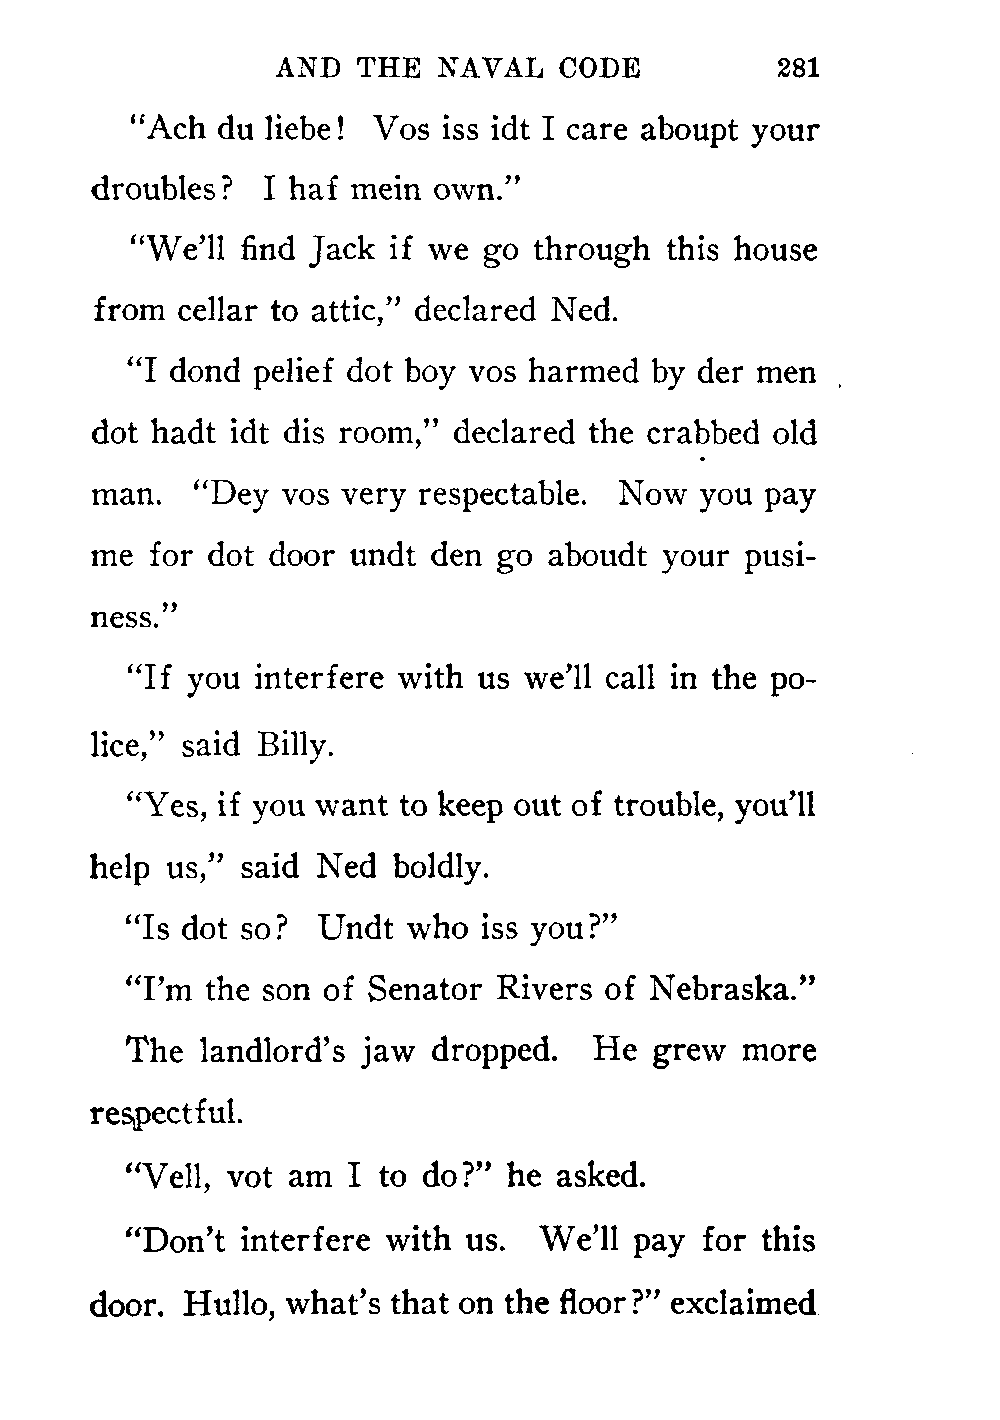 AND THE NAVAL CODE 281
“Ach du liebe! Vos iss idt I care aboupt your
droubles? I haf mein own.”
“We’ll find Jack if we go through this house
from cellar to attic,” declared Ned.
“I dond pelief dot boy vos harmed by der men
dot hadt idt dis room,” declared the crabbed old
man. “Dey vos very respectable. Now you pay
me for dot door undt den go aboudt your pusi-
ness.”
“If you interfere with us we’ll call in the po-
lice,” said Billy.
“Yes, if you want to keep out of trouble, you’ll
help us,” said Ned boldly.
“Is dot so? Undt who iss you?”
“I’m the son of Senator Rivers of Nebraska.”
The landlord’s jaw dropped. He grew more
respectful.
“Vell, vot am I to do?” he asked.
“Don’t interfere with us. We’ll pay for this
door. Hullo, what’s that on the floor?” exclaimed